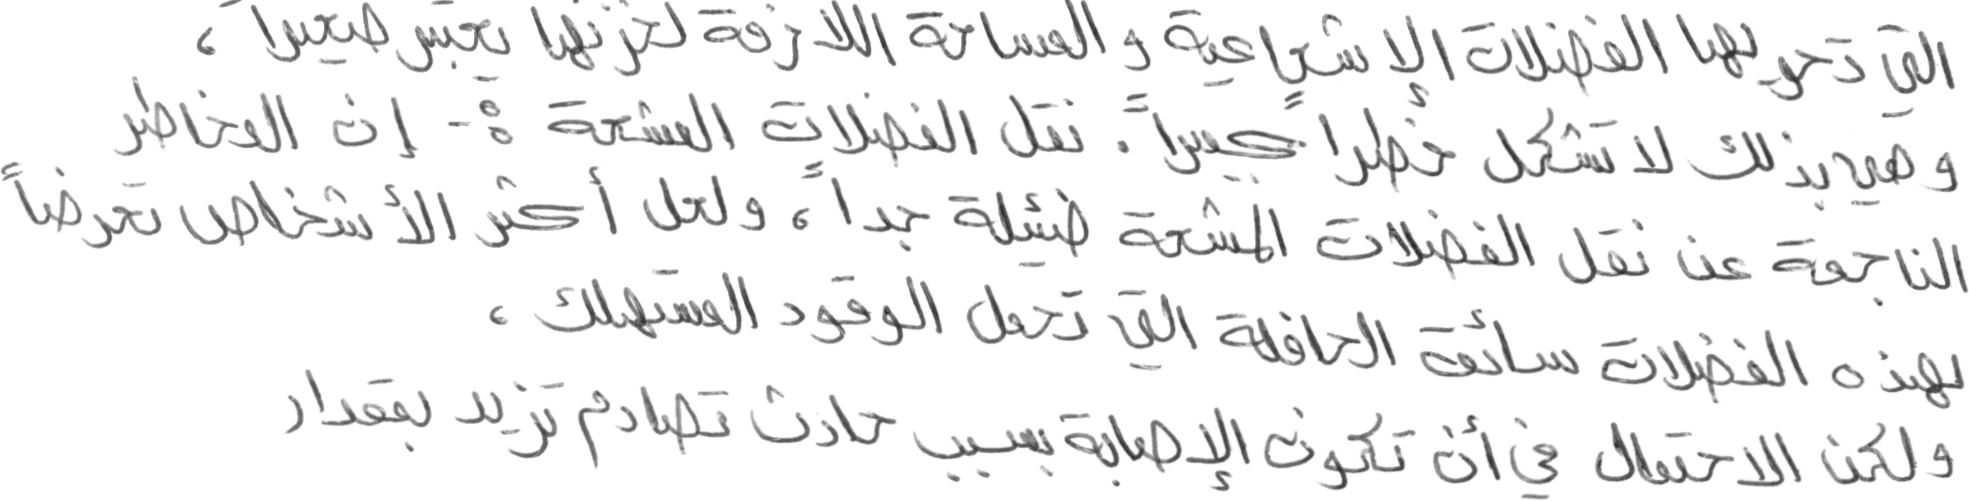 التي تحويها الفضلات الإشعاعية و المساحة اللازمة لخزنها يعتبر صغيراً ،
وهي بذلك لا تشكل خطراً كبيراً. نقل الفضلات المشعة :- إن المخاطر
الناجمة عن نقل الفضلات المشعة ضئيلة جداً، ولعل أكثر الأشخاص تعرضاً
لهذه الفضلات سائق الحافلة التي تحمل الوقود المستهلك ،
ولكن الاحتمال في أن تكون الإصابة بسبب حادث تصادم تزيد بمقدار